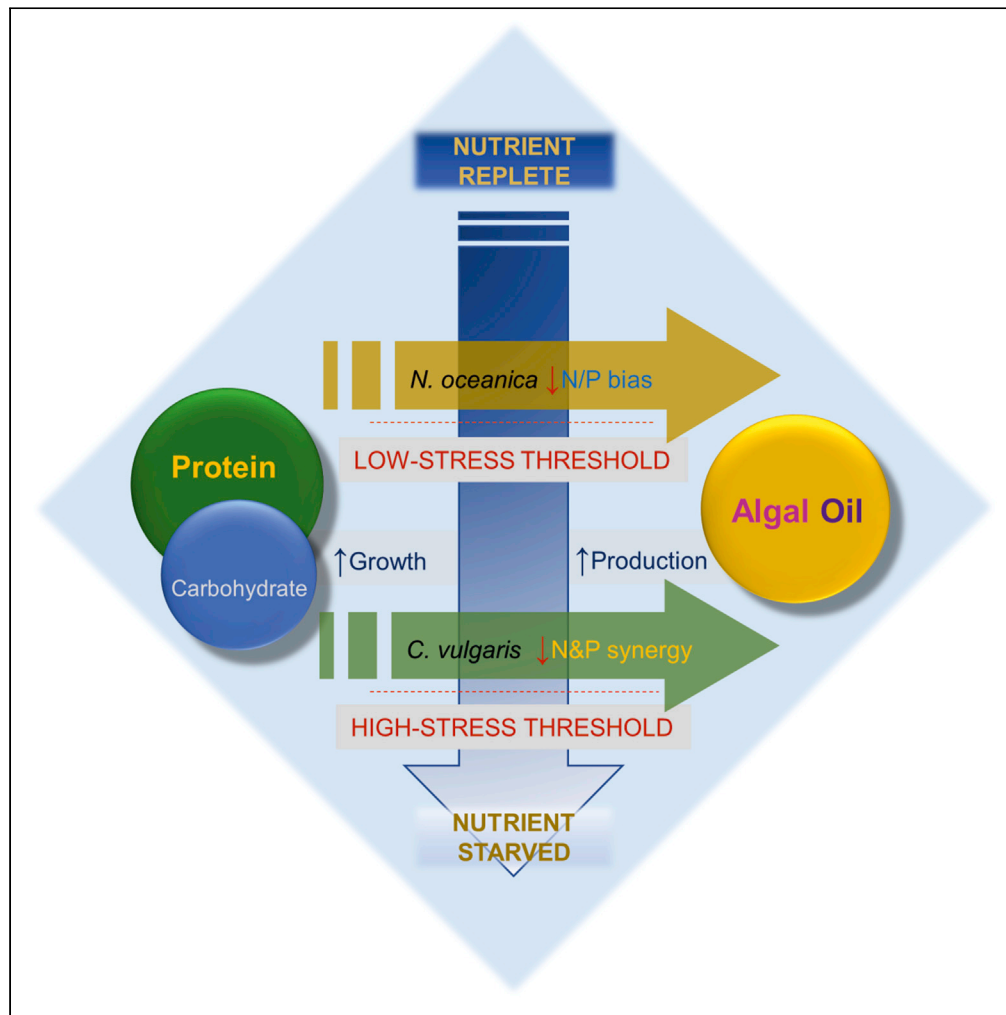 NUTRIENT
REPLETE
N. oceanica ↓N/P bias
Protein
LOW-STRESS THRESHOLD
Algal Oil
↑Growth
↑Production
Carbohydrate
C. vulgaris ↓N&P synergy
HIGH-STRESS THRESHOLD
NUTRIENT
STARVED